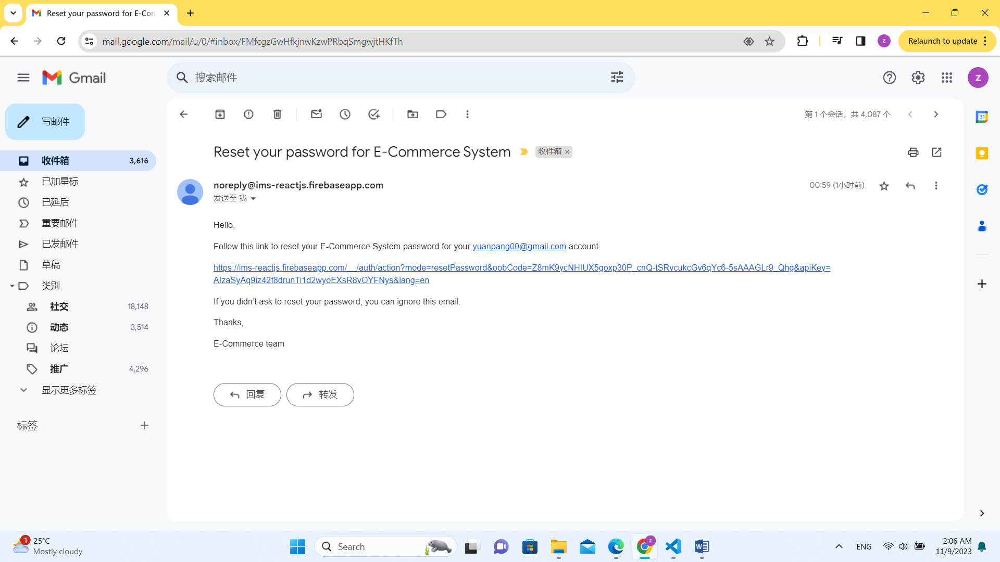 Reset your password for E-Com
mail.google.com/mail/u/0/#inbox/FMfcgzGwHfkjnwKzwPRbqSmgwjtHKfTh
z
Relaunch to update
Gmail
搜索邮件
z
写邮件
第 1 个会话，共 4,087 个
31
收件箱 3,616
已加星标
已延后
重要邮件
已发邮件
草稿
类别
社交 18,148
动态 3,514
论坛
推广 4,296
显示更多标签
标签
Reset your password for E-Commerce System
收件箱 ×
noreply@ims-reactjs.firebaseapp.com
00:59 (1小时前)
发送至 我
Hello,
Follow this link to reset your E-Commerce System password for your yuanpang00@gmail.com account.
https://ims-reactjs.firebaseapp.com/__/auth/action?mode=resetPassword&oobCode=Z8mK9ycNHIUX5goxp30P_cnQ-tSRvcukcGv6qYc6-5sAAAGLr9_Qhg&apiKey=
AIzaSyAq9iz42f8drunTi1d2wyoEXsR8vOYFNys&lang=en
If you didn’t ask to reset your password, you can ignore this email.
Thanks,
E-Commerce team
回复
转发
1
25°C
Mostly cloudy
Search
z
W
ENG
2:06 AM
11/9/2023